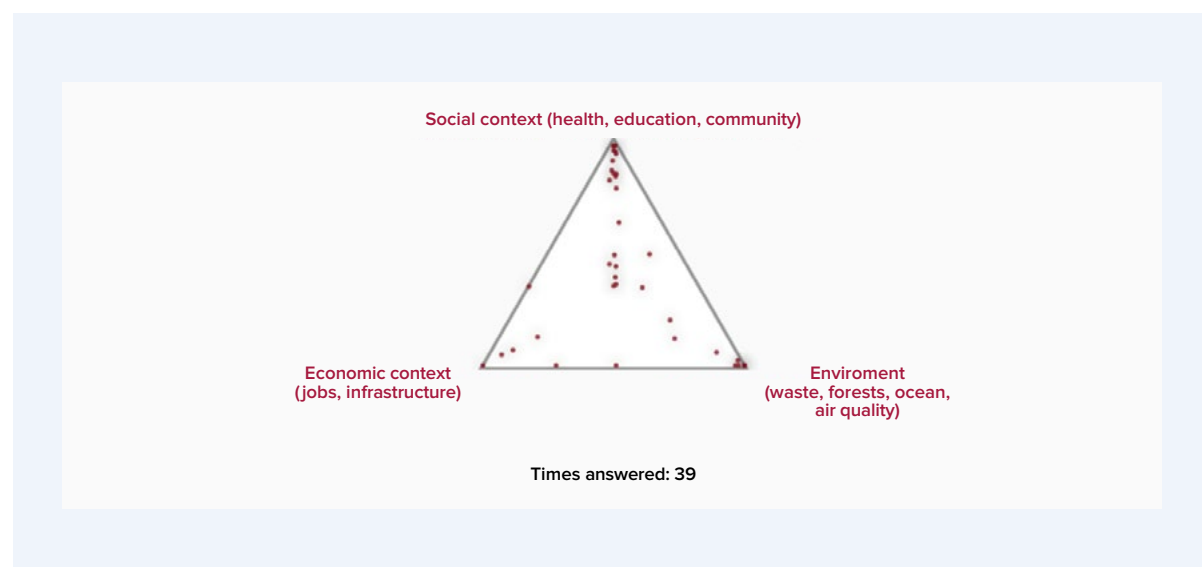 Social context (health, education, community)
Economic context
(jobs, infrastructure)
Enviroment
(waste, forests, ocean,
air quality)
Times answered: 39